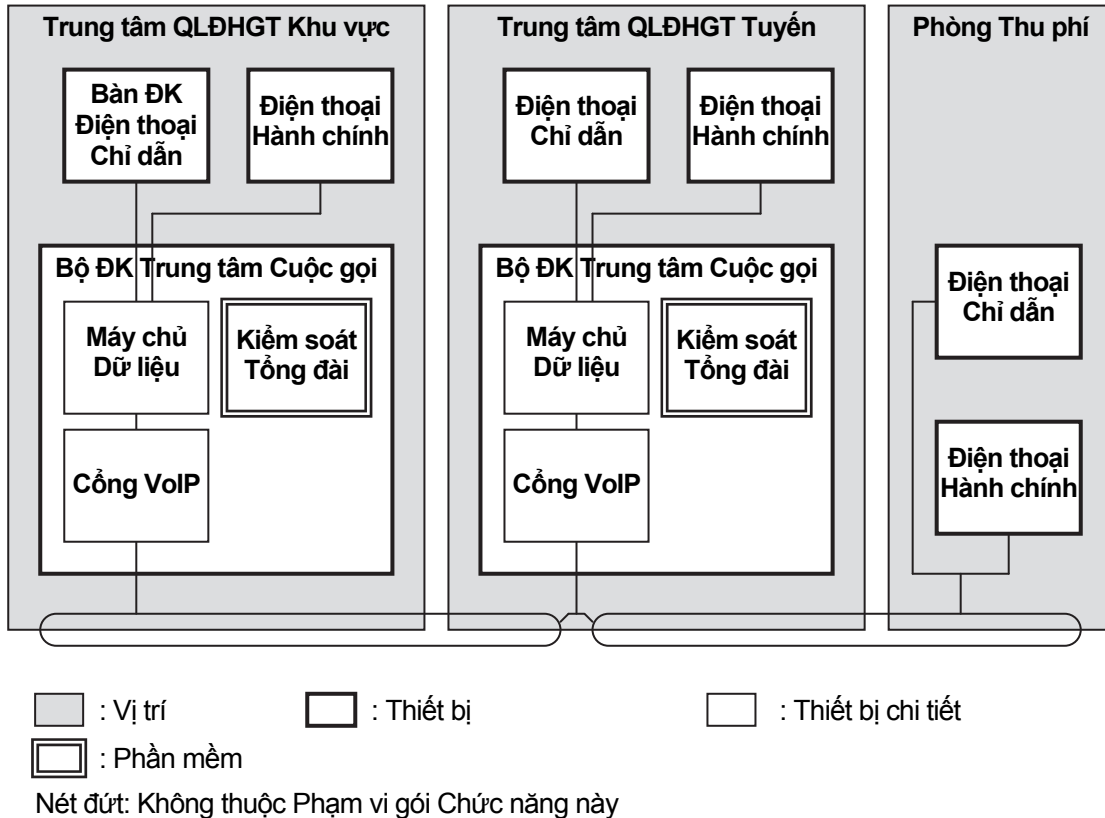 Trung tâm QLĐHGT Khu vực
Bàn ĐK
Điện thoại
Chỉ dẫn
Điện thoại
Hành chính
Bộ ĐK Trung tâm Cuộc gọi
Máy chủ
Dữ liệu
Kiểm soát
Tổng đài
Cổng VoIP
Trung tâm QLĐHGT Tuyến
Điện thoại
Chỉ dẫn
Điện thoại
Hành chính
Bộ ĐK Trung tâm Cuộc gọi
Máy chủ
Dữ liệu
Kiểm soát
Tổng đài
Cổng VoIP
Phòng Thu phí
Điện thoại
Chỉ dẫn
Điện thoại
Hành chính
: Vị trí
: Thiết bị
: Thiết bị chi tiết
: Phần mềm
Nét đứt: Không thuộc Phạm vi gói Chức năng này